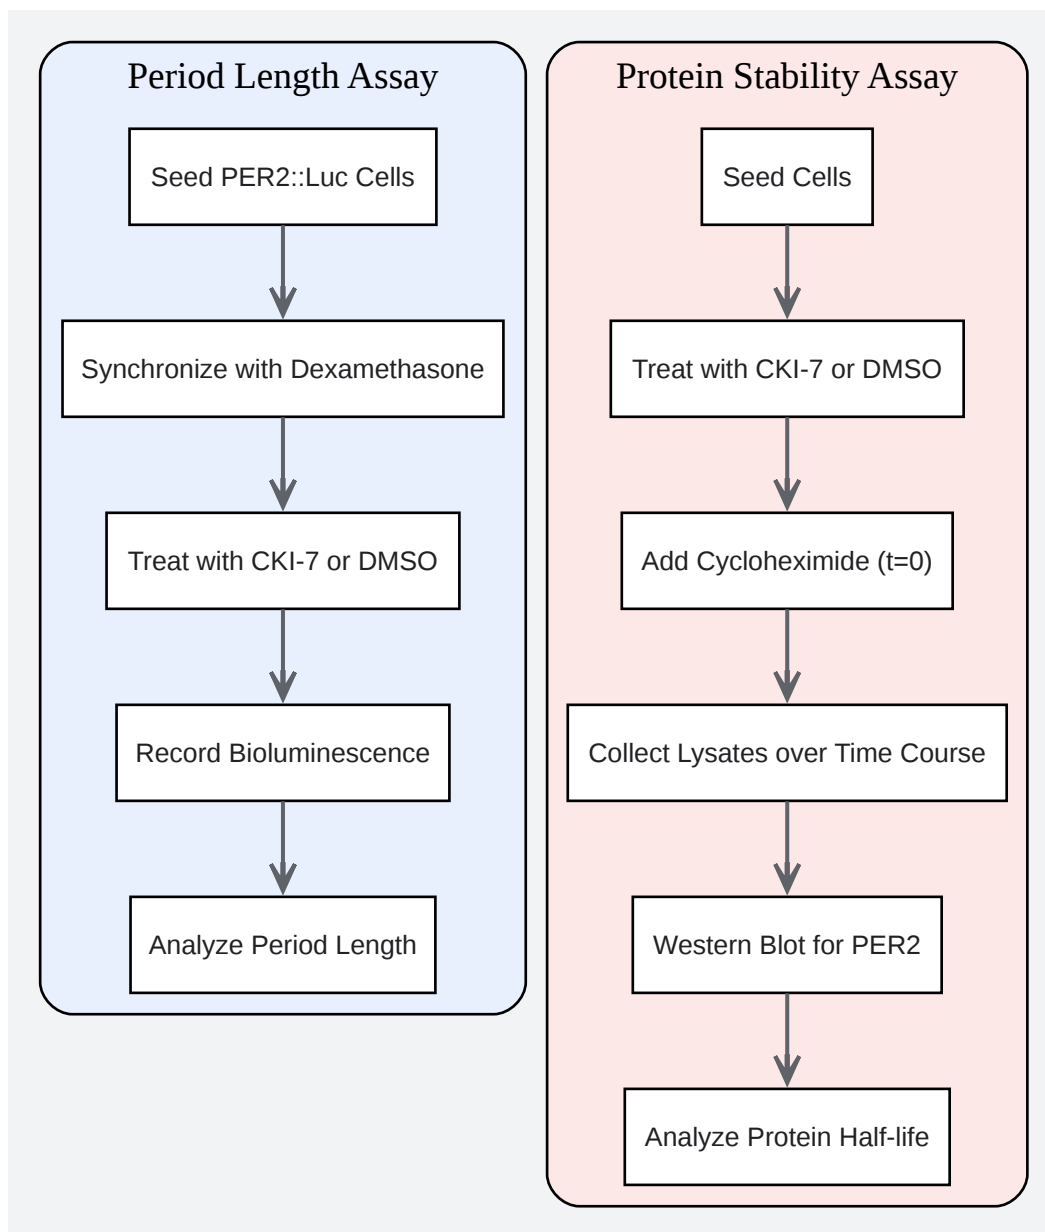 Period Length Assay
Seed PER2::Luc Cells
Synchronize with Dexamethasone
Treat with CKI-7 or DMSO
Record Bioluminescence
Analyze Period Length
Protein Stability Assay
Seed Cells
Treat with CKI-7 or DMSO
Add Cycloheximide (t=0)
Collect Lysates over Time Course
Western Blot for PER2
Analyze Protein Half-life